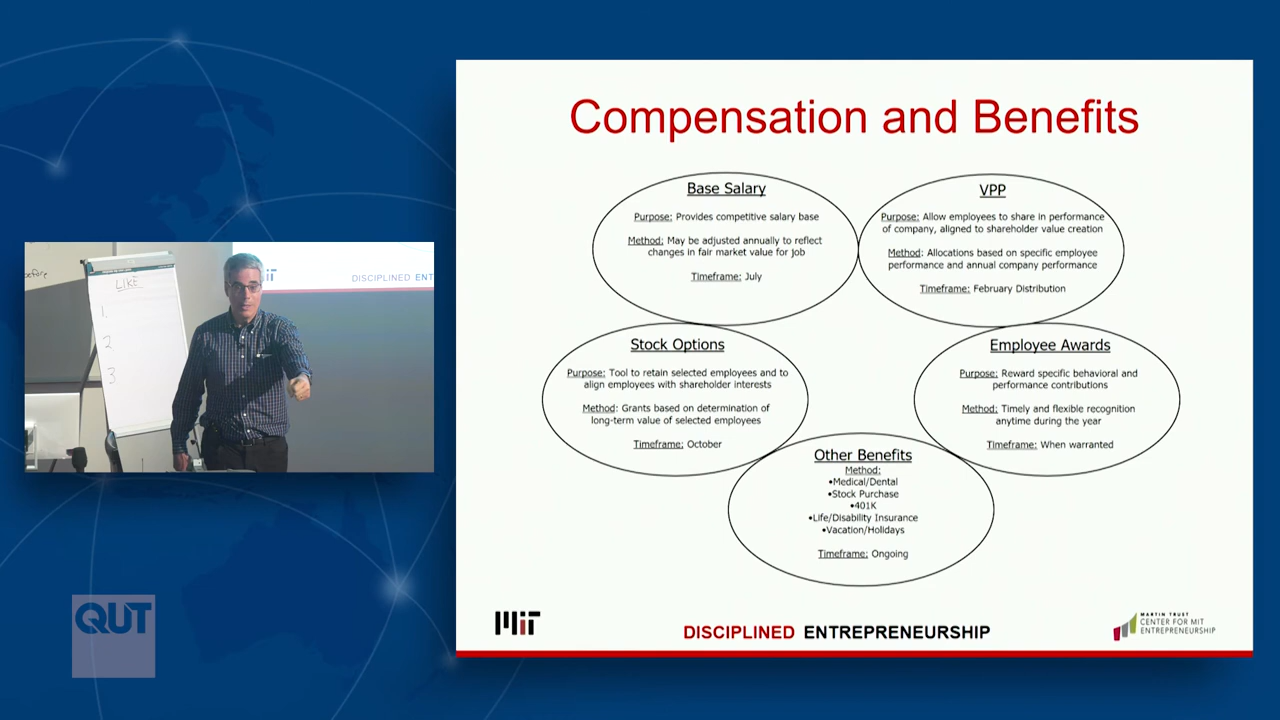 Compensation and Benefits
Base Salary
Purpose: Provides competitive salary base
Method: May be adjusted annually to reflect
changes in fair market value for job
Timeframe: July
VPP
Purpose: Allow employees to share in performance
of company, aligned to shareholder value creation
Method: Allocations based on specific employee
performance and annual company performance
Timeframe: February Distribution
Stock Options
Purpose: Tool to retain selected employees and to
align employees with shareholder interests
Method: Grants based on determination of
long-term value of selected employees
Timeframe: October
Employee Awards
Purpose: Reward specific behavioral and
performance contributions
Method: Timely and flexible recognition
anytime during the year
Timeframe: When warranted
Other Benefits
Method:
•Medical/Dental
•Stock Purchase
•401K
•Life/Disability Insurance
•Vacation/Holidays
Timeframe: Ongoing
MIT
DISCIPLINED ENTREPRENEURSHIP
MARTIN TRUST
CENTER FOR MIT
ENTREPRENEURSHIP
before
LIKE
1.
2
3
DISCIPLINED ENT
QUT